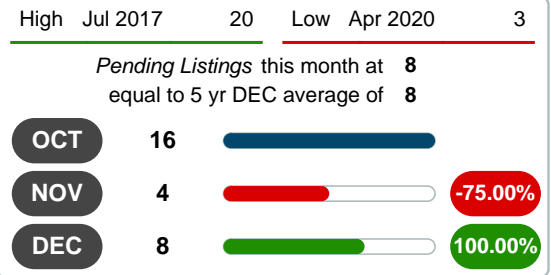 High Jul 2017 20 Low Apr 2020 3
Pending Listings this month at 8
equal to 5 yr DEC average of 8
OCT 16
NOV 4 -75.00%
DEC 8 100.00%